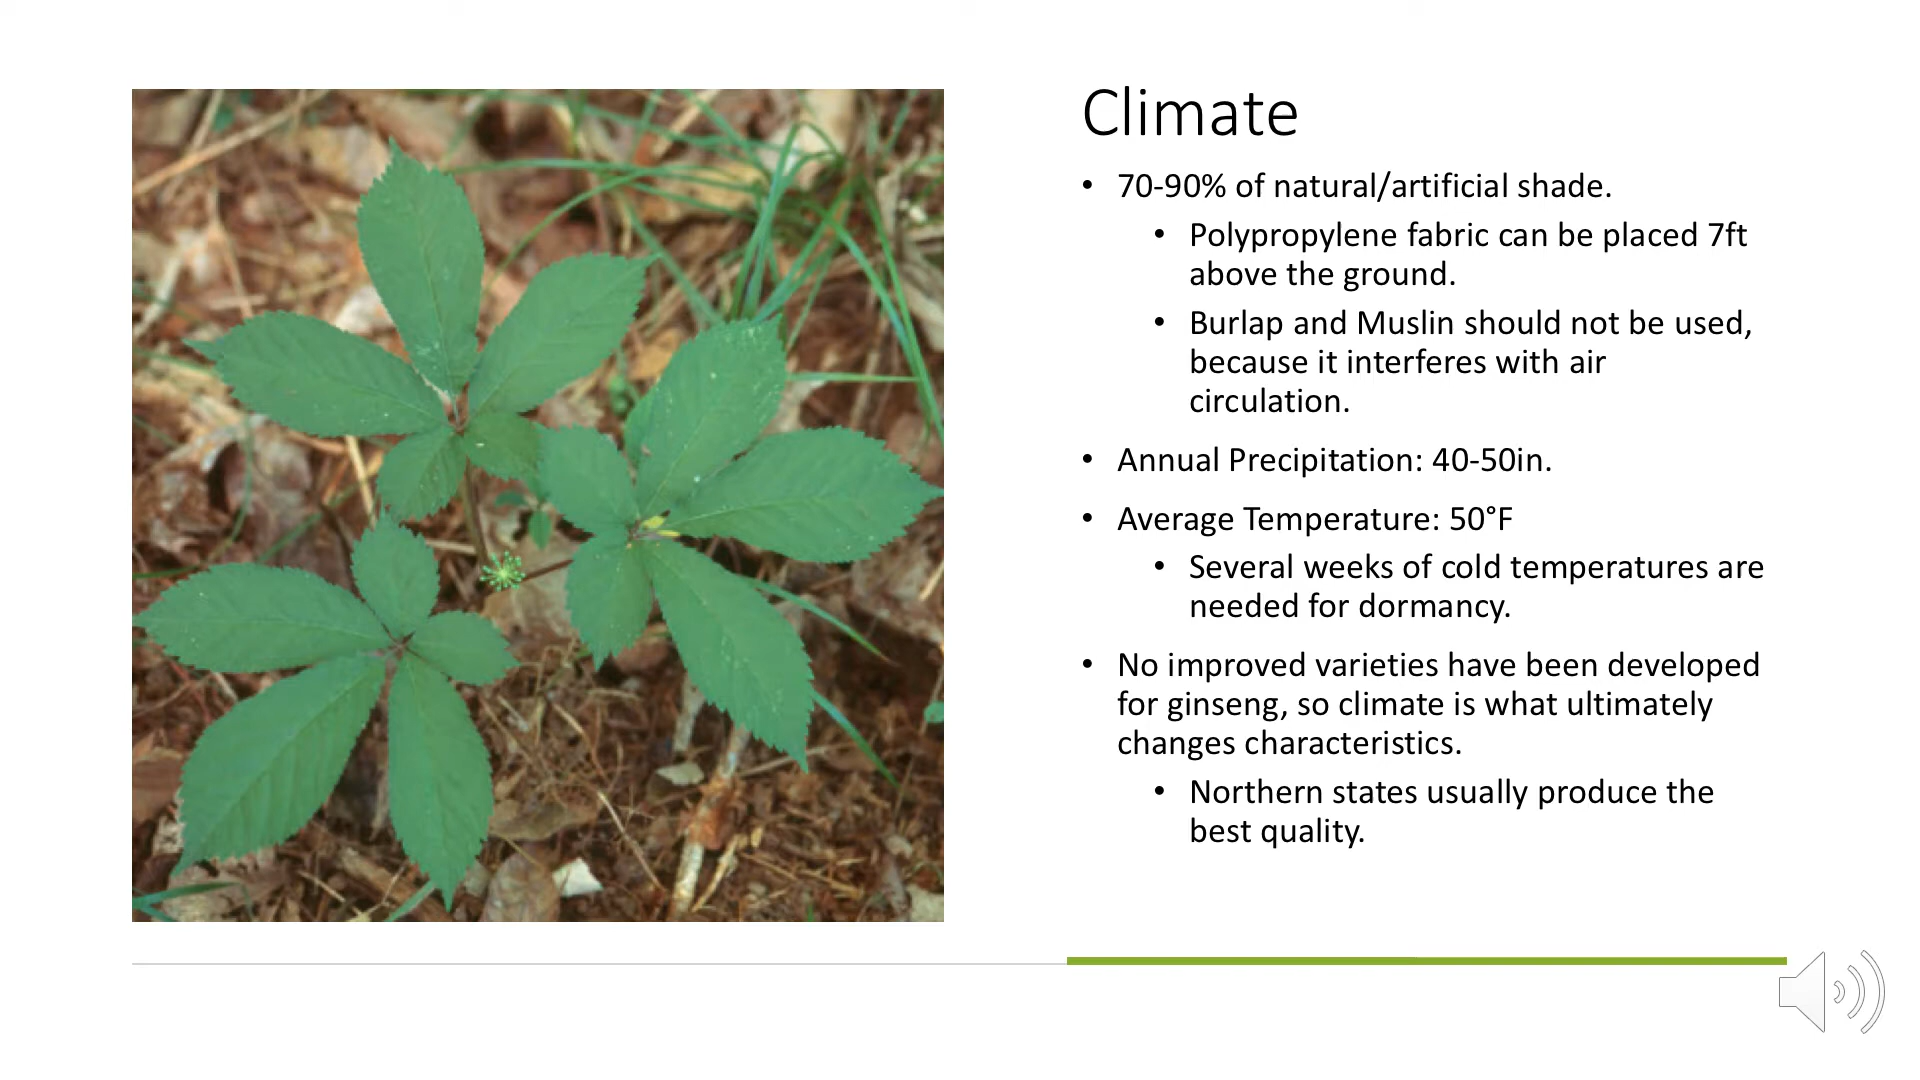 Climate
• 70-90% of natural/artificial shade.
• Polypropylene fabric can be placed 7ft
above the ground.
• Burlap and Muslin should not be used,
because it interferes with air
circulation.
• Annual Precipitation: 40-50in.
• Average Temperature: 50°F
• Several weeks of cold temperatures are
needed for dormancy.
• No improved varieties have been developed
for ginseng, so climate is what ultimately
changes characteristics.
• Northern states usually produce the
best quality.